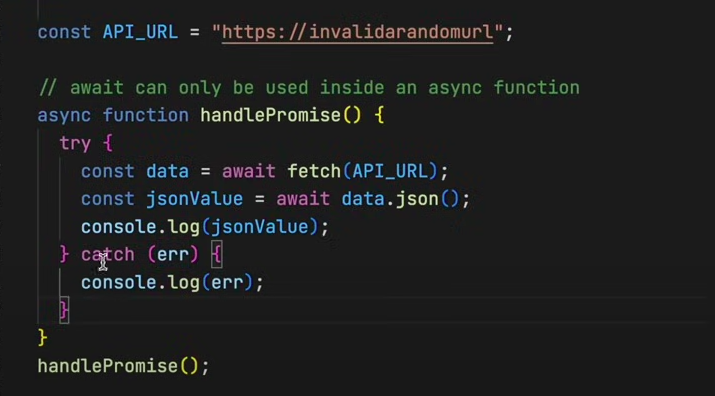 const API_URL = "https://invalidarandomurl";
// await can only be used inside an async function
async function handlePromise() {
try {
const data = await fetch(API_URL);
const jsonValue = await data.json();
console.log(jsonValue);
} catch (err) {
console.log(err);
}
}
handlePromise();